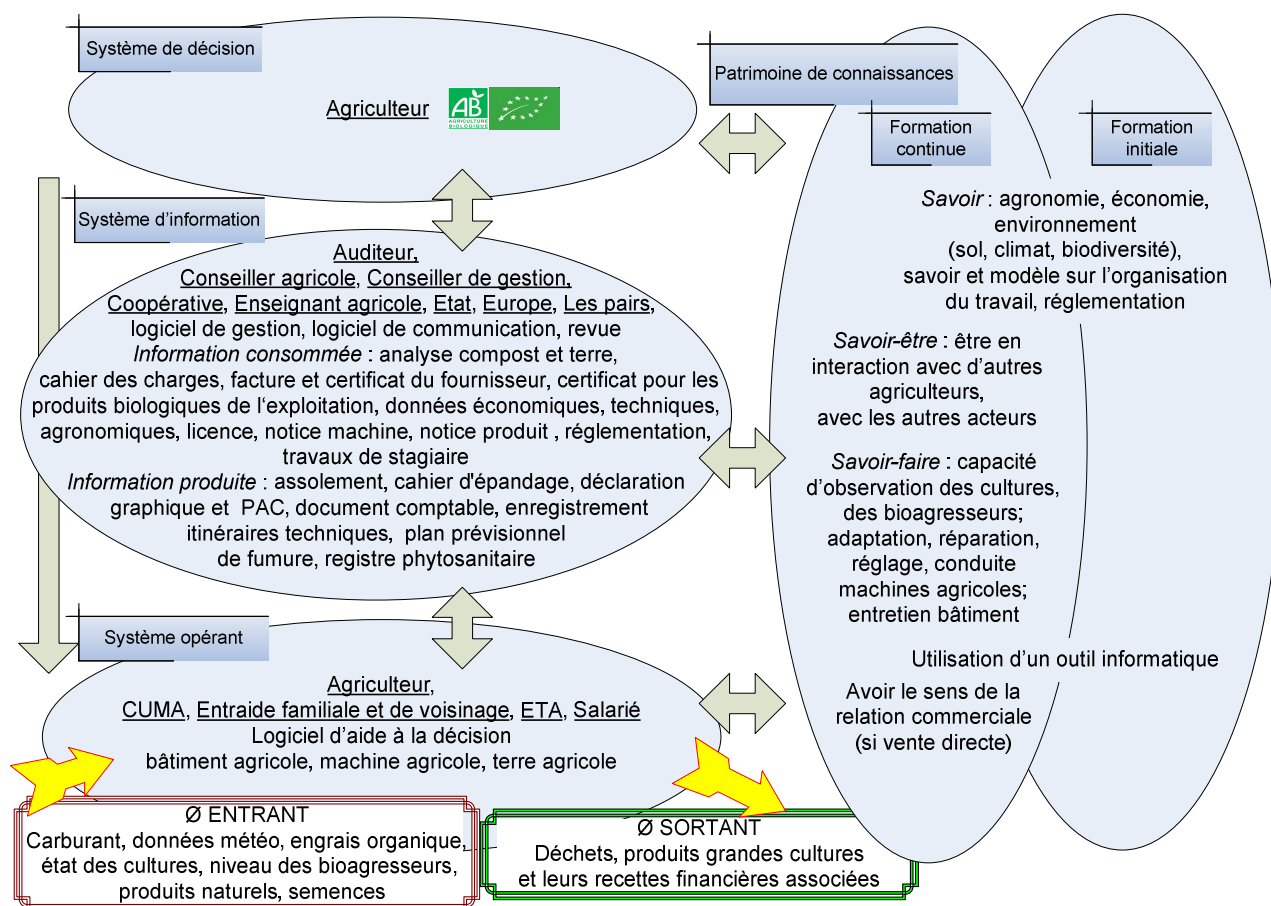 Système de décision
Agriculteur
AB
AGRICULTURE
BIOLOGIQUE
Patrimoine de connaissances
Formation
continue
Formation
initiale
Système d'information
Auditeur,
Conseiller agricole, Conseiller de gestion,
Coopérative, Enseignant agricole, Etat, Europe, Les pairs,
logiciel de gestion, logiciel de communication, revue
Information consommée : analyse compost et terre,
cahier des charges, facture et certificat du fournisseur, certificat pour les
produits biologiques de l'exploitation, données économiques, techniques,
agronomiques, licence, notice machine, notice produit , réglementation,
travaux de stagiaire
Information produite : assolement, cahier d'épandage, déclaration
graphique et PAC, document comptable, enregistrement
itinéraires techniques, plan prévisionnel
de fumure, registre phytosanitaire
Savoir : agronomie, économie,
environnement
(sol, climat, biodiversité),
savoir et modèle sur l'organisation
du travail, réglementation
Savoir-être : être en
interaction avec d'autres
agriculteurs,
avec les autres acteurs
Savoir-faire : capacité
d'observation des cultures,
des bioagresseurs;
adaptation, réparation,
réglage, conduite
machines agricoles;
entretien bâtiment
Utilisation d'un outil informatique
Avoir le sens de la
relation commerciale
(si vente directe)
Système opérant
Agriculteur,
CUMA, Entraide familiale et de voisinage, ETA, Salarié
Logiciel d'aide à la décision
bâtiment agricole, machine agricole, terre agricole
Ø ENTRANT
Carburant, données météo, engrais organique,
état des cultures, niveau des bioagresseurs,
produits naturels, semences
Ø SORTANT
Déchets, produits grandes cultures
et leurs recettes financières associées